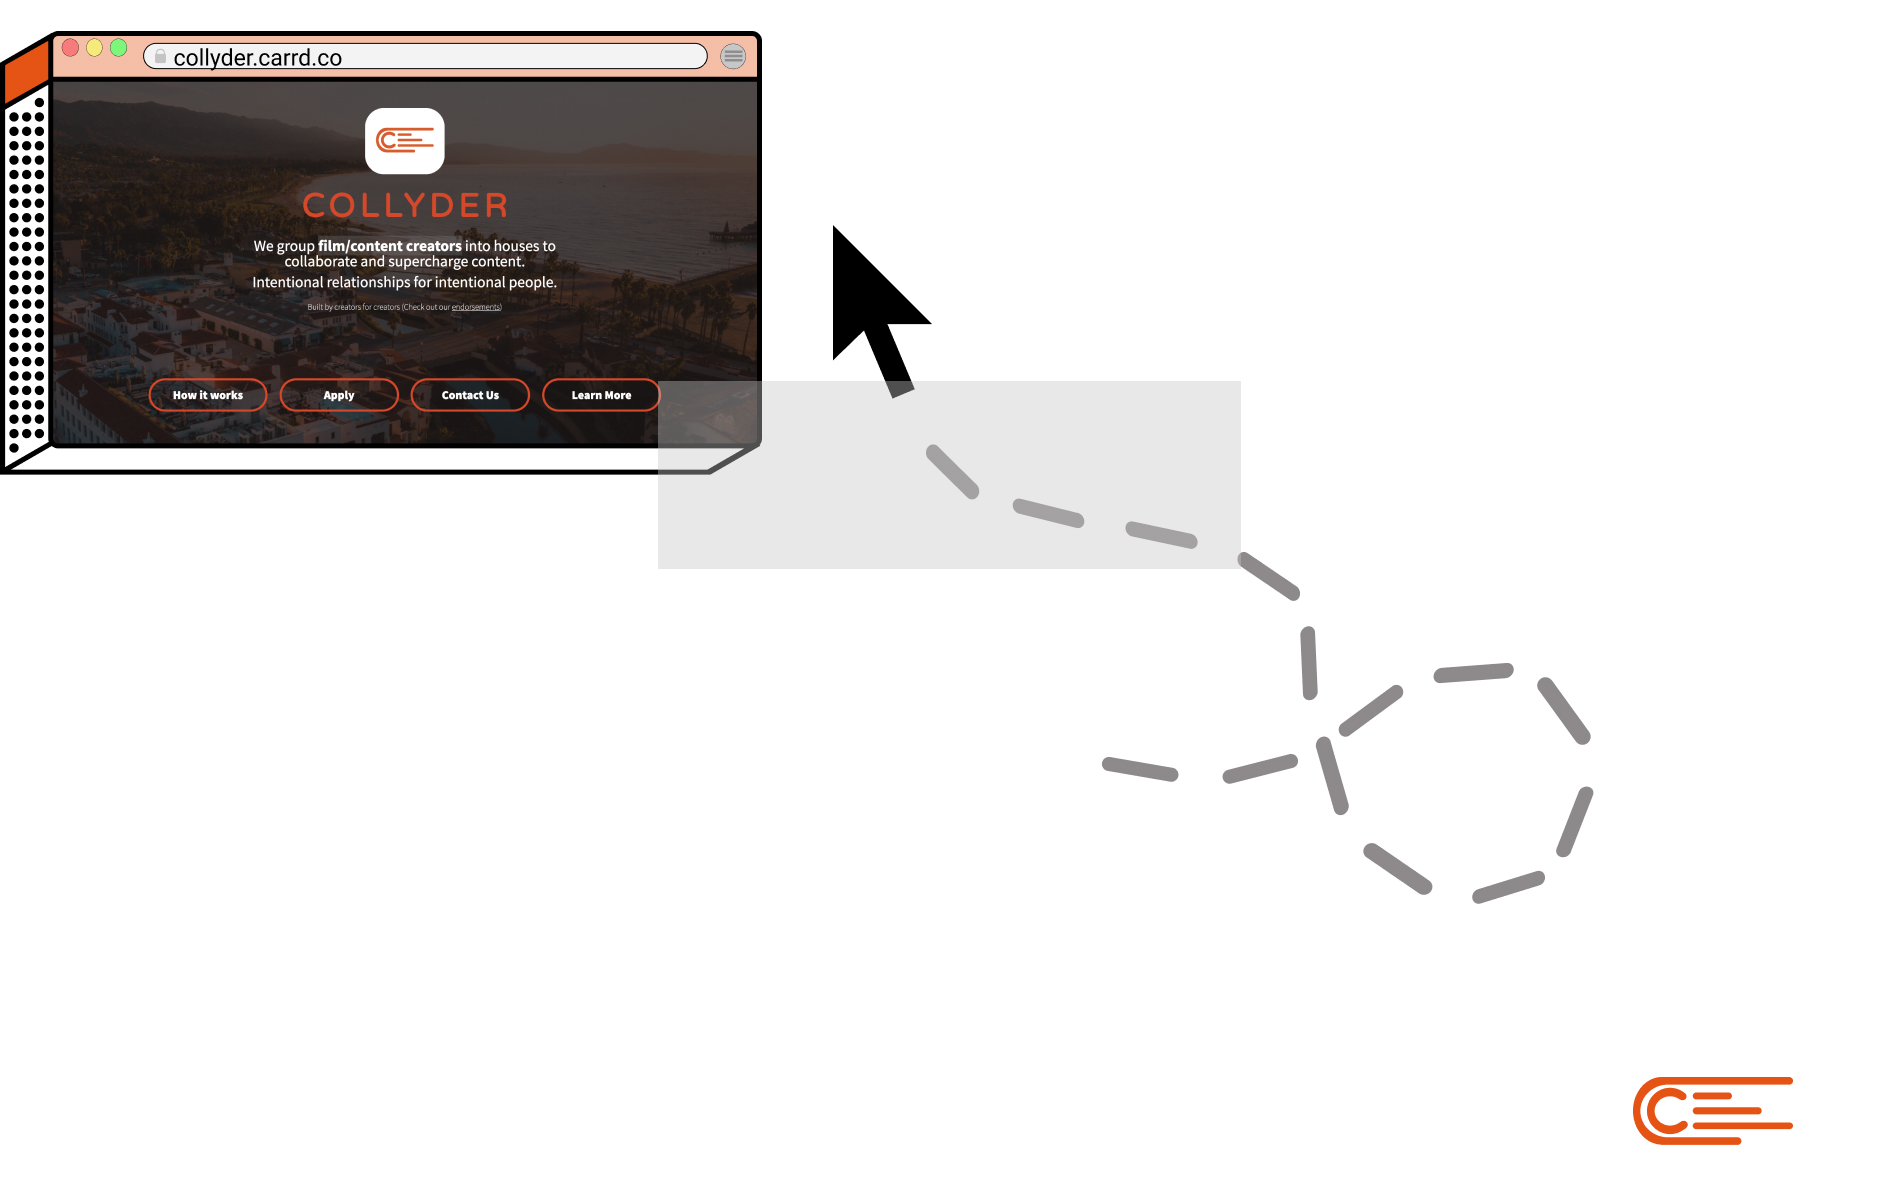 collyder.carrd.co
COLLYDER
We group film/content creators into houses to
collaborate and supercharge content.
Intentional relationships for intentional people.
Built by creators for creators (Check out our endorsements)
How it works
Apply
Contact Us
Learn More